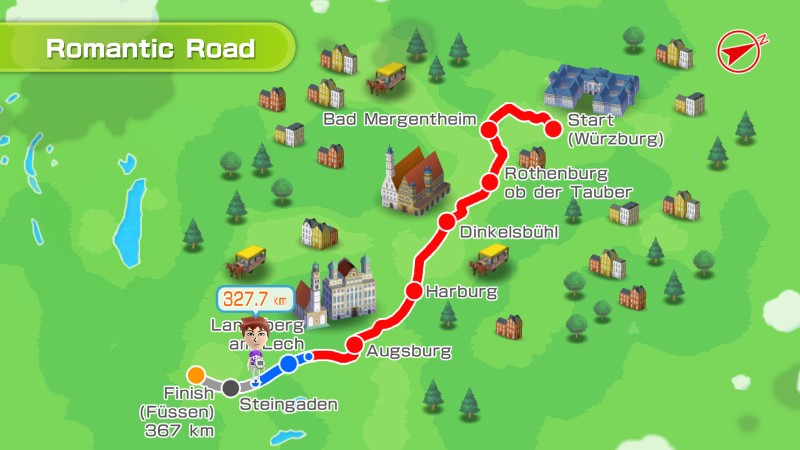 Romantic Road
N
Bad Mergentheim
Start
(Würzburg)
Rothenburg
ob der Tauber
Dinkelsbühl
Harburg
327.7 km
Augsburg
Finish
(Füssen)
367 km
Steingaden